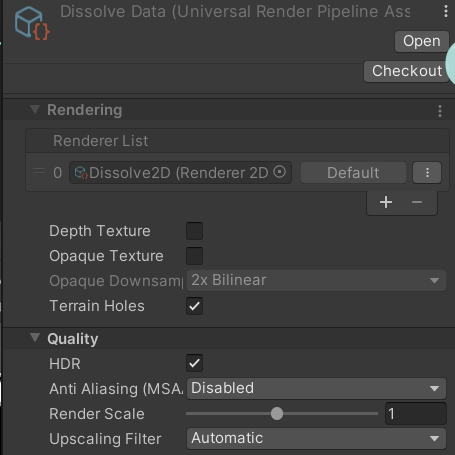 Dissolve Data (Universal Render Pipeline Ass
Open
Checkout
Rendering
Renderer List
0 Dissolve2D (Renderer 2D Default
+ −
Depth Texture
Opaque Texture
Opaque Downsamp 2x Bilinear
Terrain Holes
Quality
HDR
Anti Aliasing (MSAA Disabled
Render Scale 1
Upscaling Filter Automatic